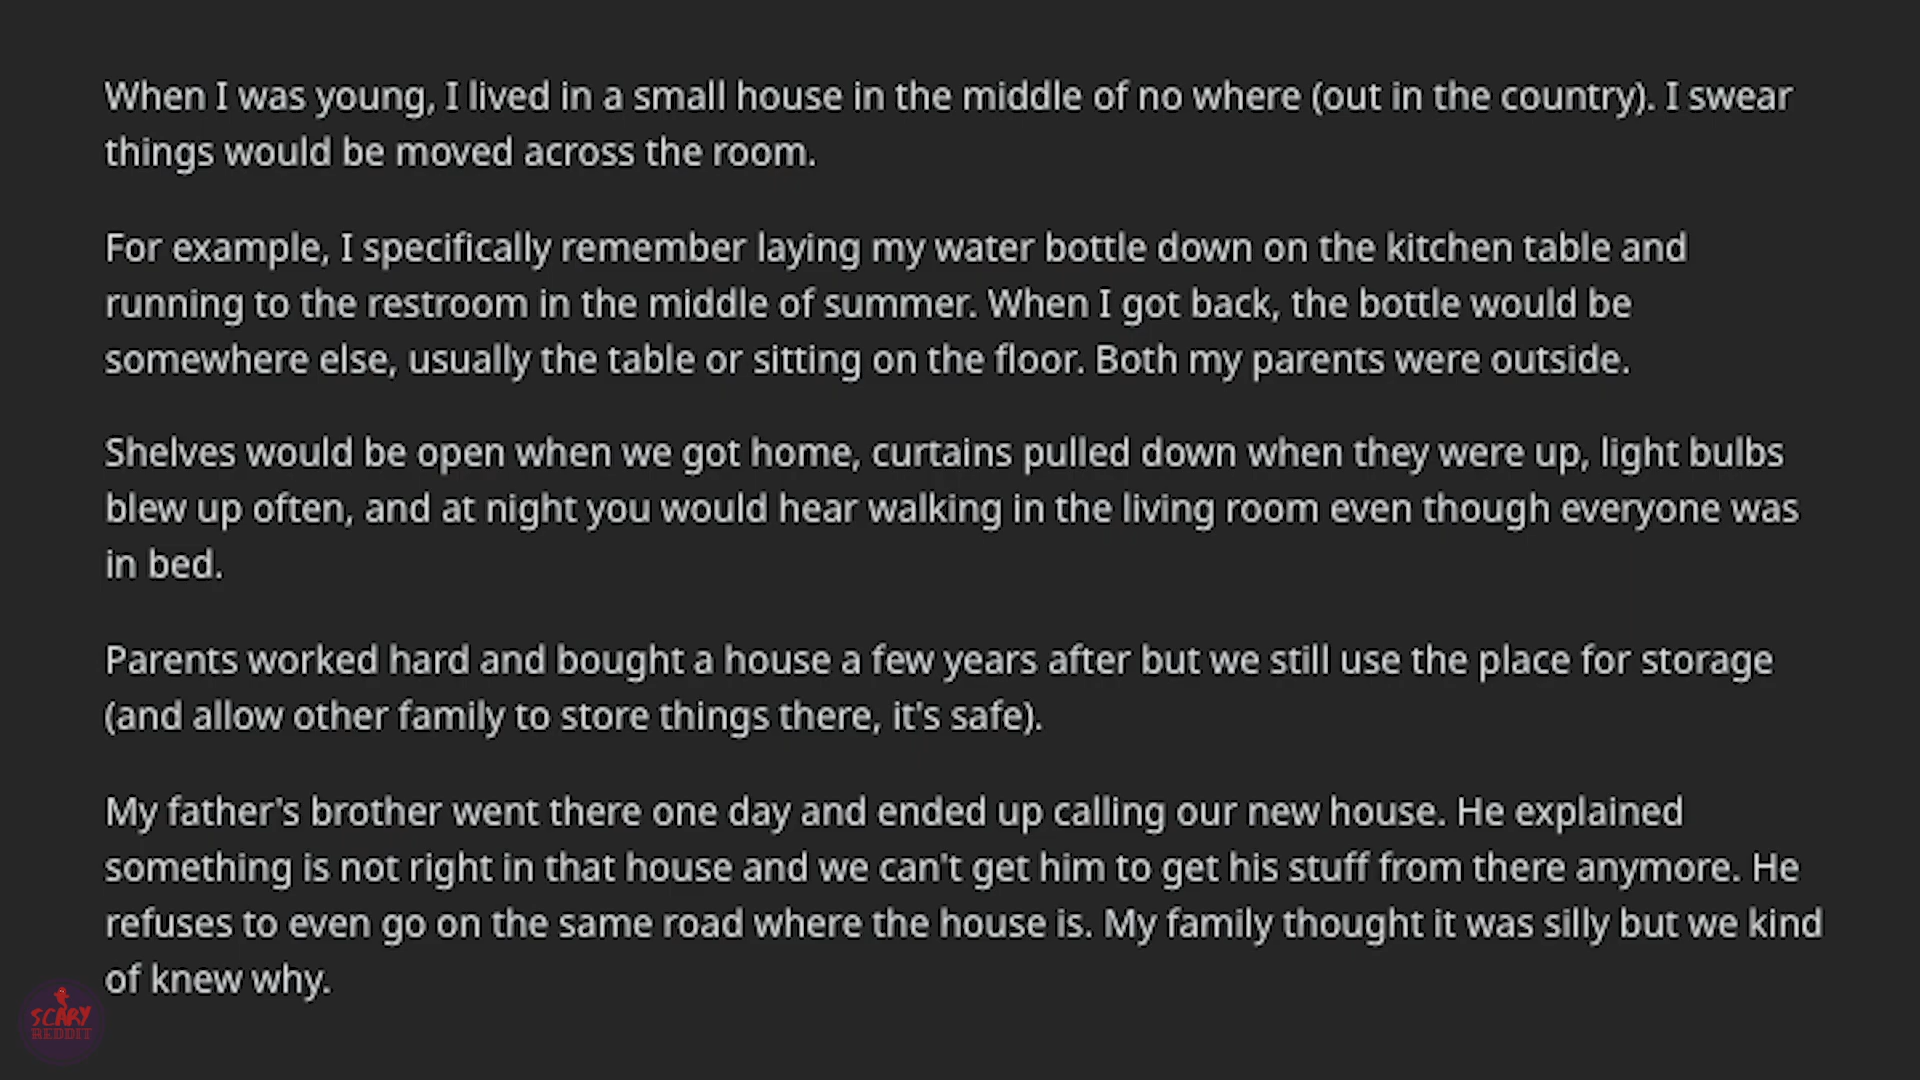 When I was young, I lived in a small house in the middle of no where (out in the country). I swear
things would be moved across the room.
For example, I specifically remember laying my water bottle down on the kitchen table and
running to the restroom in the middle of summer. When I got back, the bottle would be
somewhere else, usually the table or sitting on the floor. Both my parents were outside.
Shelves would be open when we got home, curtains pulled down when they were up, light bulbs
blew up often, and at night you would hear walking in the living room even though everyone was
in bed.
Parents worked hard and bought a house a few years after but we still use the place for storage
(and allow other family to store things there, it's safe).
My father's brother went there one day and ended up calling our new house. He explained
something is not right in that house and we can't get him to get his stuff from there anymore. He
refuses to even go on the same road where the house is. My family thought it was silly but we kind
of knew why.
SCARY
REDDIT